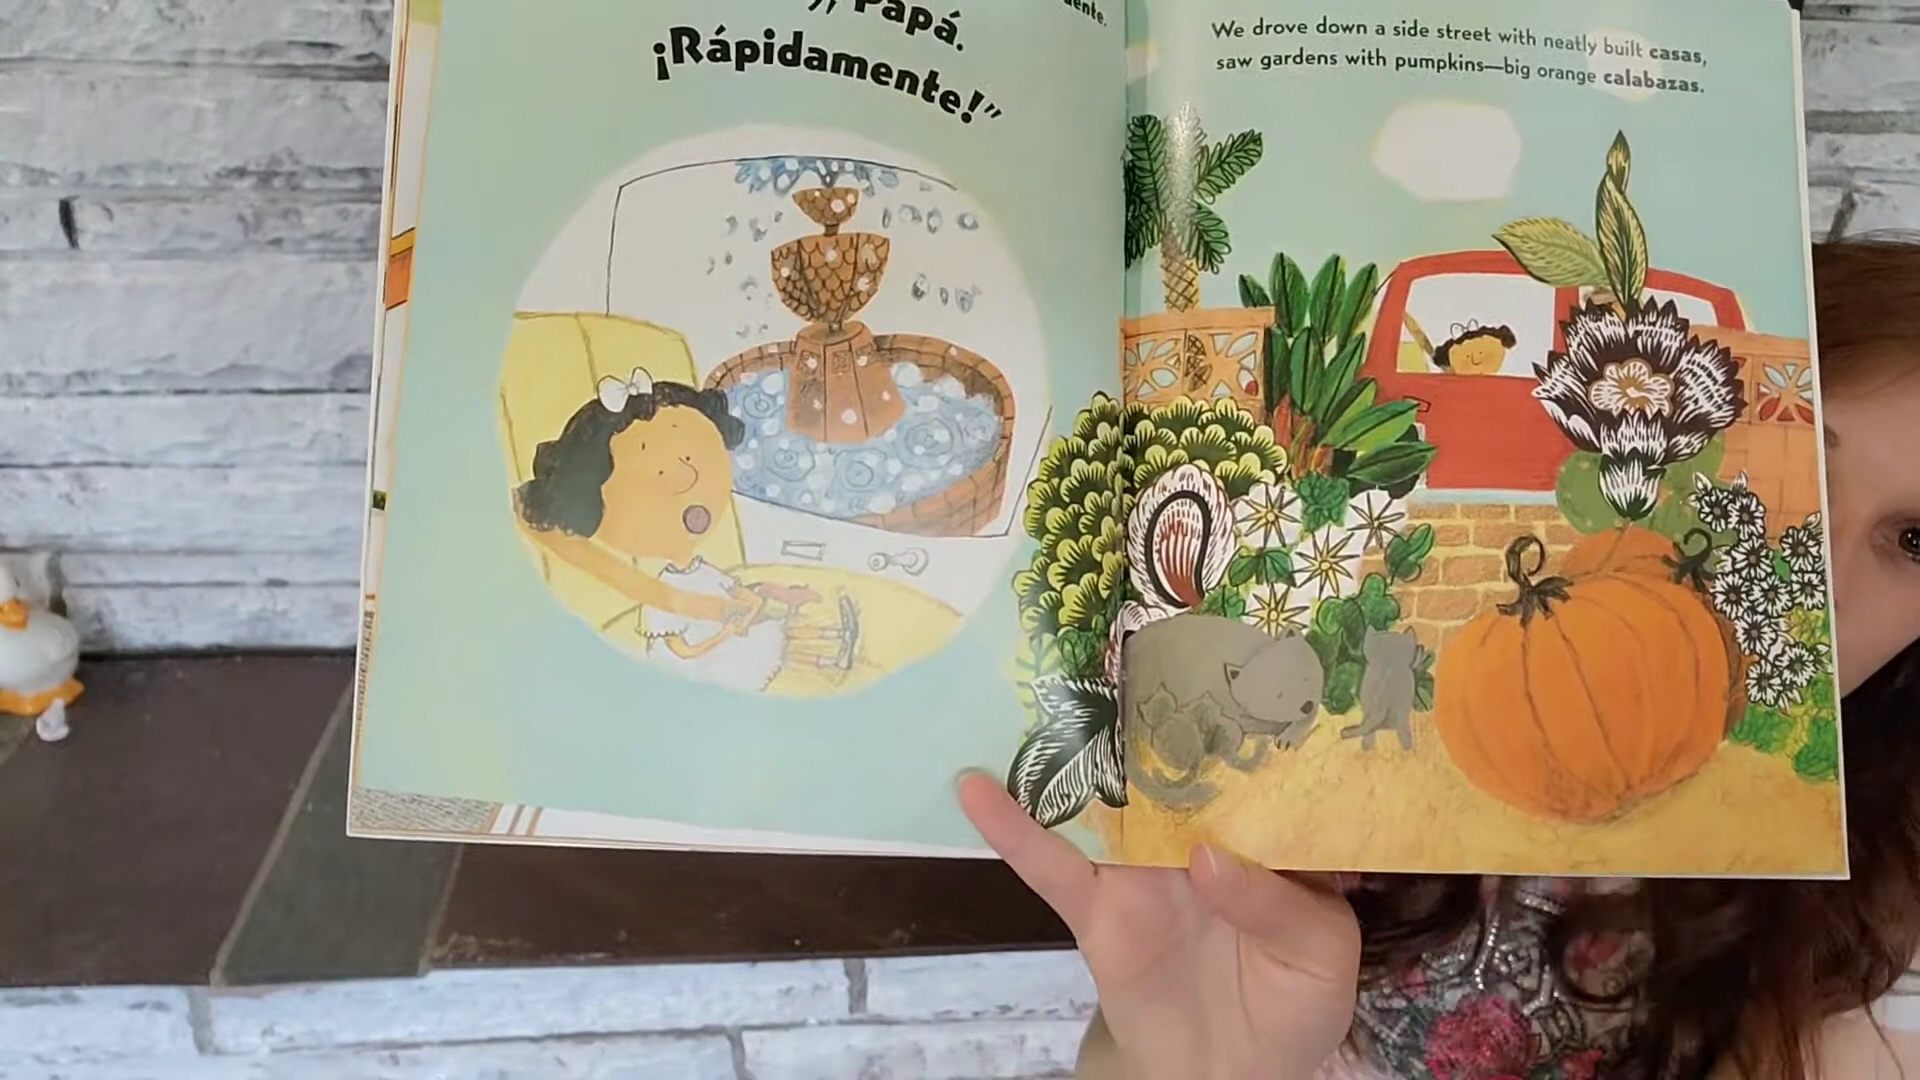 Papá.
¡Rápidamente!”
We drove down a side street with neatly built casas,
saw gardens with pumpkins—big orange calabazas.